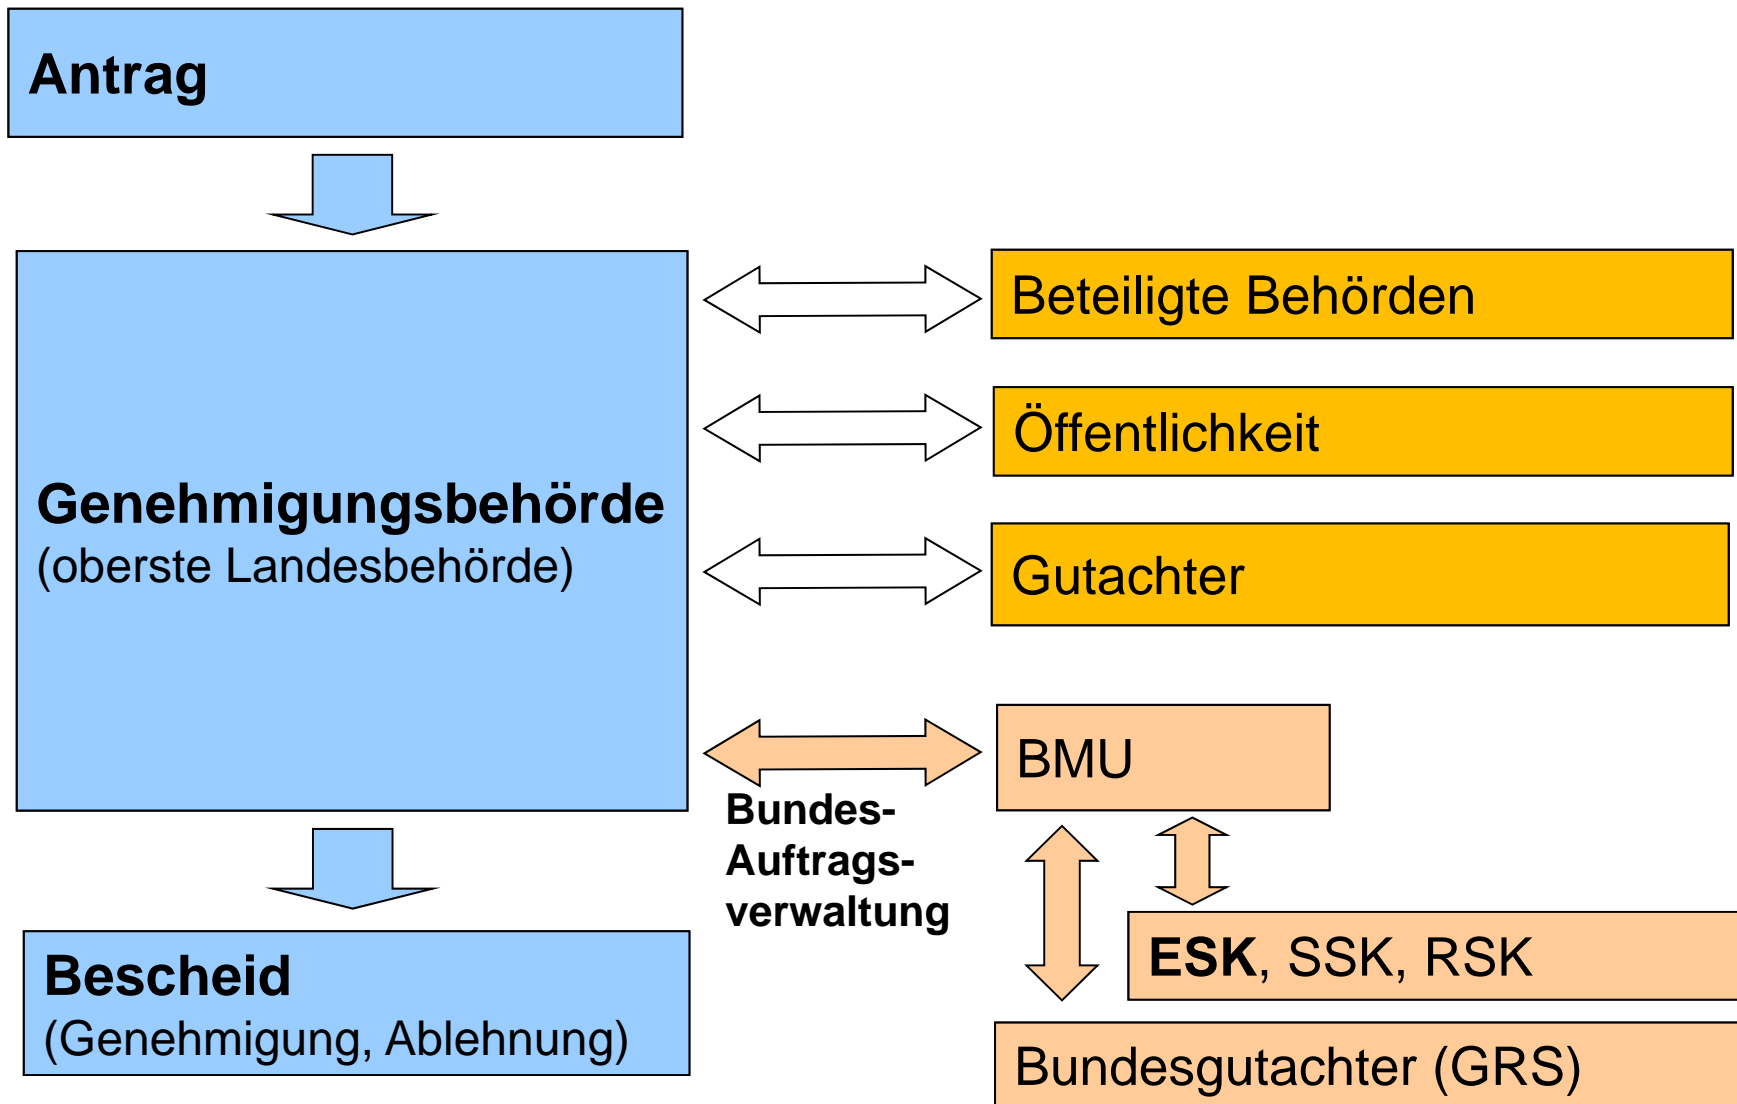 Antrag
Genehmigungsbehörde
(oberste Landesbehörde)
Bescheid
(Genehmigung, Ablehnung)
Beteiligte Behörden
Öffentlichkeit
Gutachter
Bundes-
Auftrags-
verwaltung
BMU
ESK, SSK, RSK
Bundesgutachter (GRS)